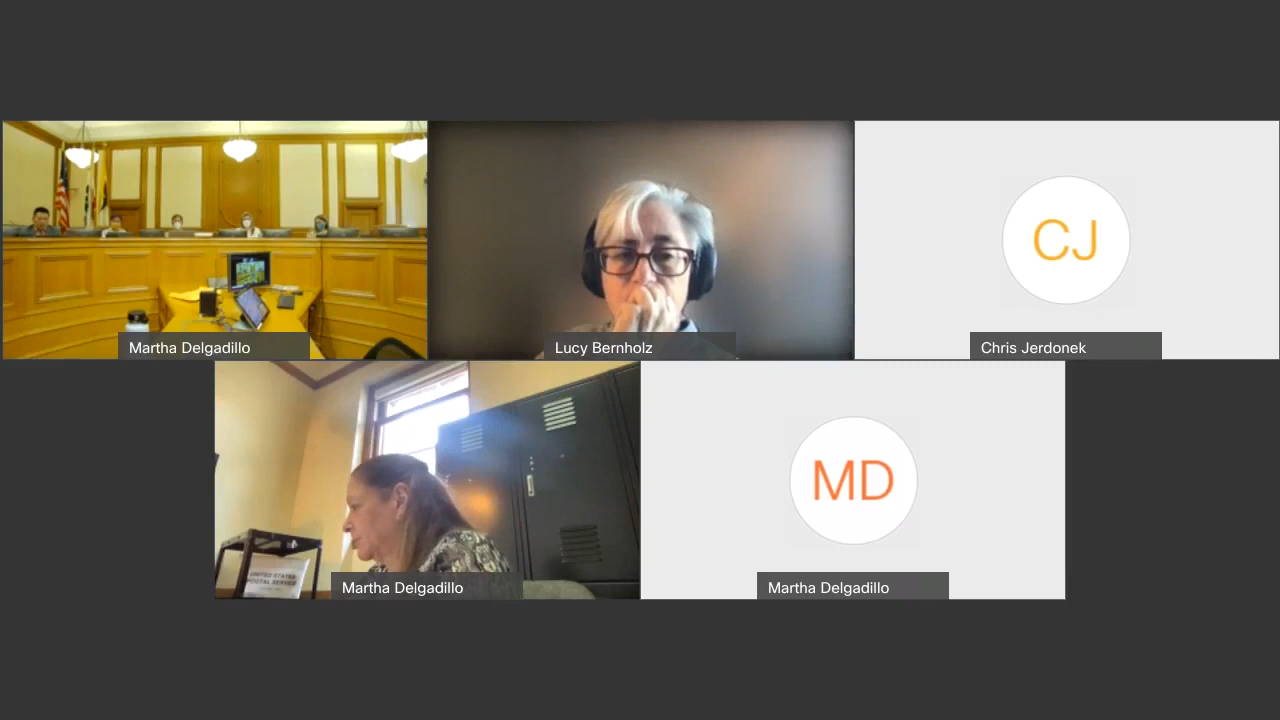 Martha Delgadillo
Lucy Bernholz
CJ
Chris Jerdonek
UNITED STATES
POSTAL SERVICE
Martha Delgadillo
MD
Martha Delgadillo